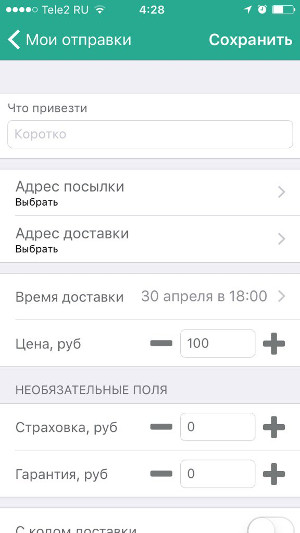 Tele2 RU 4:28
Мои отправки Сохранить
Что привезти
Коротко
Адрес посылки
Выбрать
Адрес доставки
Выбрать
Время доставки 30 апреля в 18:00
Цена, руб 100
НЕОБЯЗАТЕЛЬНЫЕ ПОЛЯ
Страховка, руб 0
Гарантия, руб 0
С кодом доставки